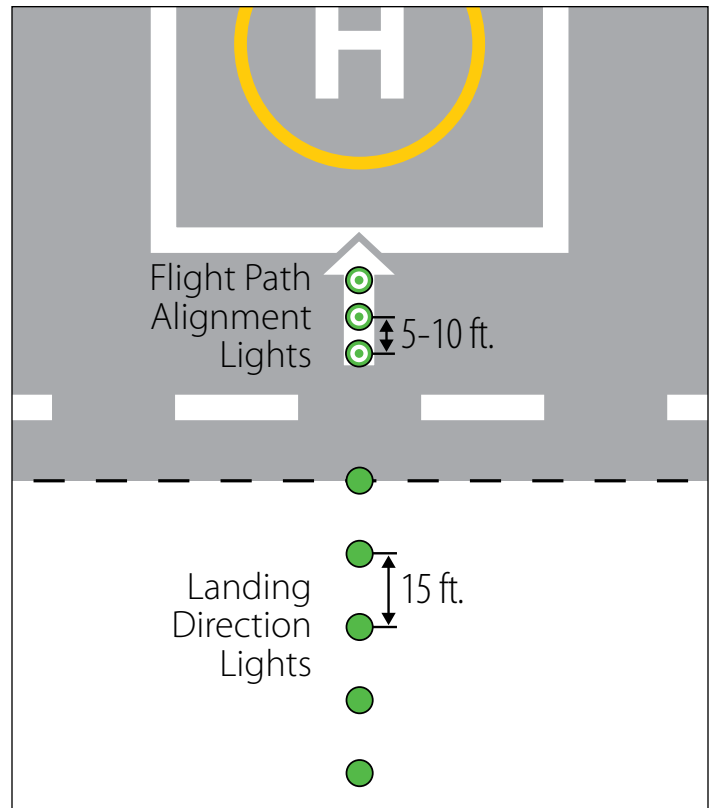 H
Flight Path
Alignment
Lights
5-10 ft.
Landing
Direction
Lights
15 ft.